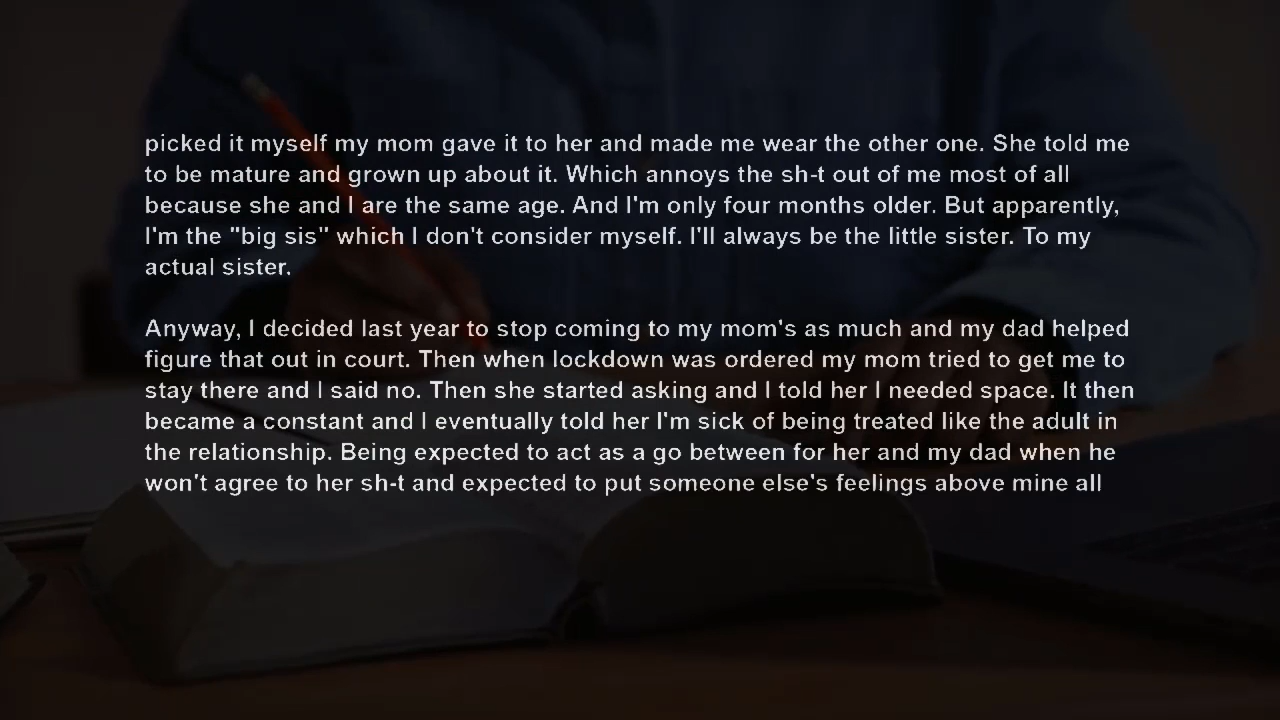 picked it myself my mom gave it to her and made me wear the other one. She told me
to be mature and grown up about it. Which annoys the sh-t out of me most of all
because she and I are the same age. And I'm only four months older. But apparently,
I'm the "big sis" which I don't consider myself. I'll always be the little sister. To my
actual sister.
Anyway, I decided last year to stop coming to my mom's as much and my dad helped
figure that out in court. Then when lockdown was ordered my mom tried to get me to
stay there and I said no. Then she started asking and I told her I needed space. It then
became a constant and I eventually told her I'm sick of being treated like the adult in
the relationship. Being expected to act as a go between for her and my dad when he
won't agree to her sh-t and expected to put someone else's feelings above mine all